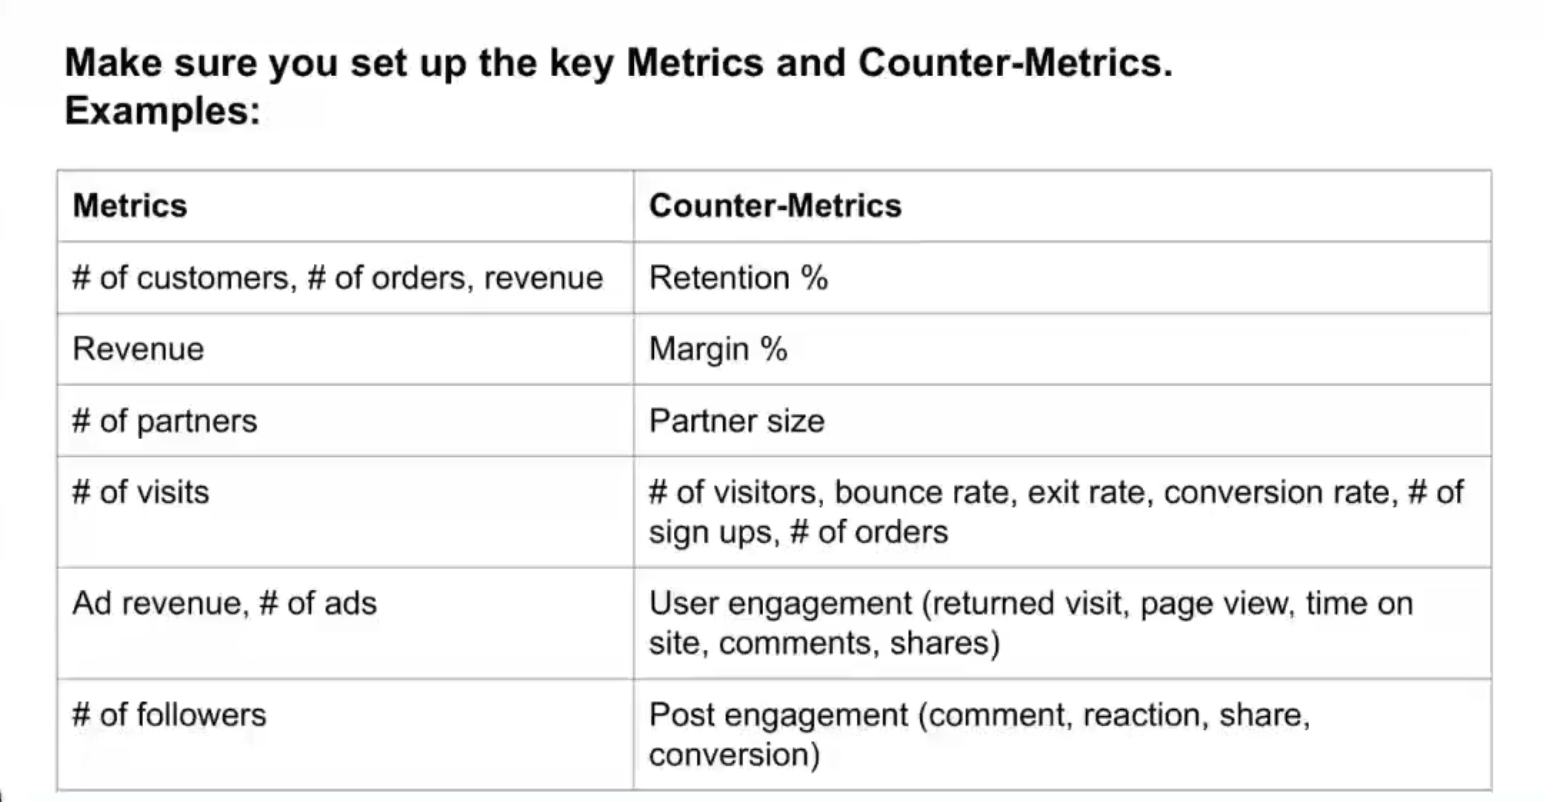 Make sure you set up the key Metrics and Counter-Metrics.
Examples:
Metrics
Counter-Metrics
# of customers, # of orders, revenue
Retention %
Revenue
Margin %
# of partners
Partner size
# of visits
# of visitors, bounce rate, exit rate, conversion rate, # of
sign ups, # of orders
Ad revenue, # of ads
User engagement (returned visit, page view, time on
site, comments, shares)
# of followers
Post engagement (comment, reaction, share,
conversion)